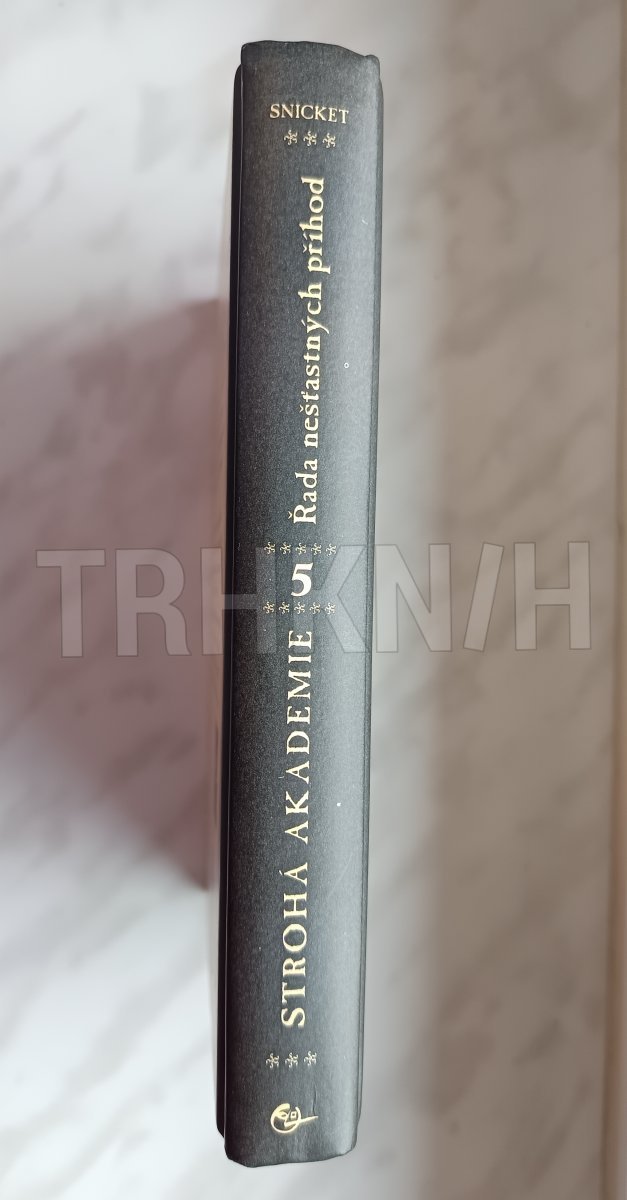 SNICKET
Řada nešťastných příhod
5
STROHÁ AKADEMIE
TRHKNIH